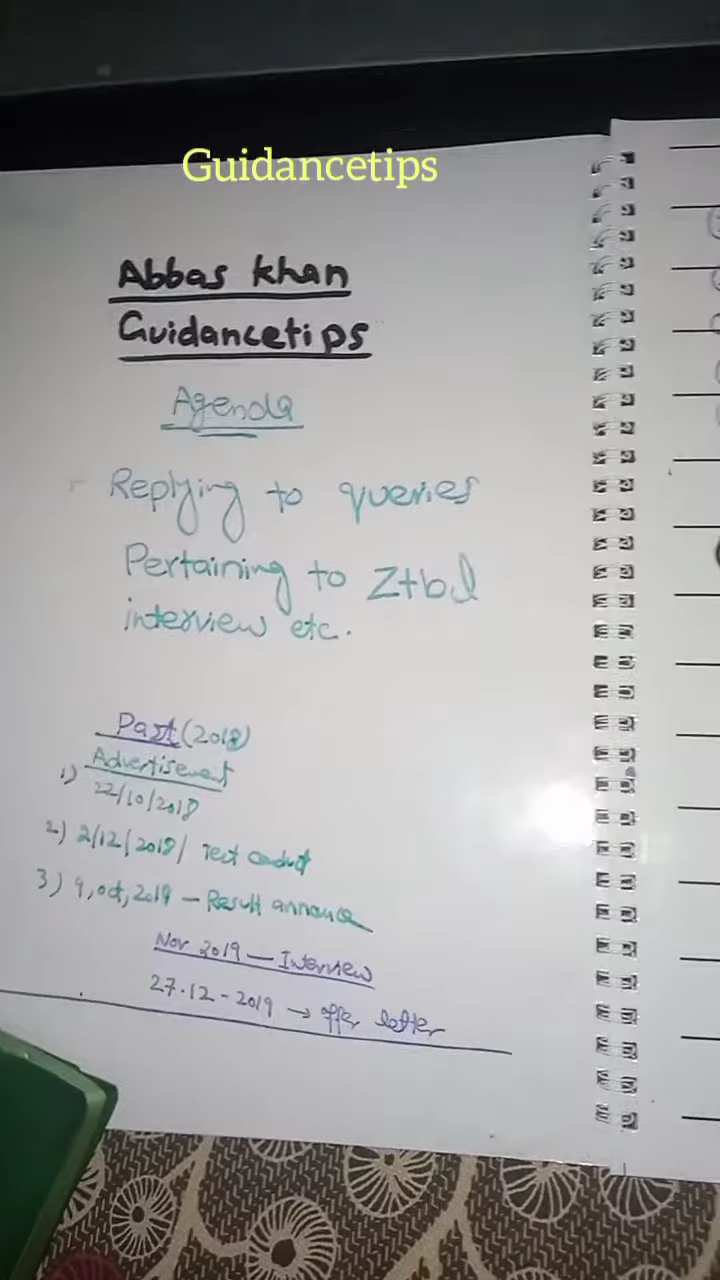 Guidancetips
Abbas khan
Guidancetips
Agenda
Replying to queries
Pertaining to Ztbl
interview etc.
Past (2018)
1) Advertisement
22/10/2018
2) 2/12/2018/ Test conduct
3) 9, oct, 2019 - Result announce
Nov 2019 - Interview
27.12-2019 → offer letter